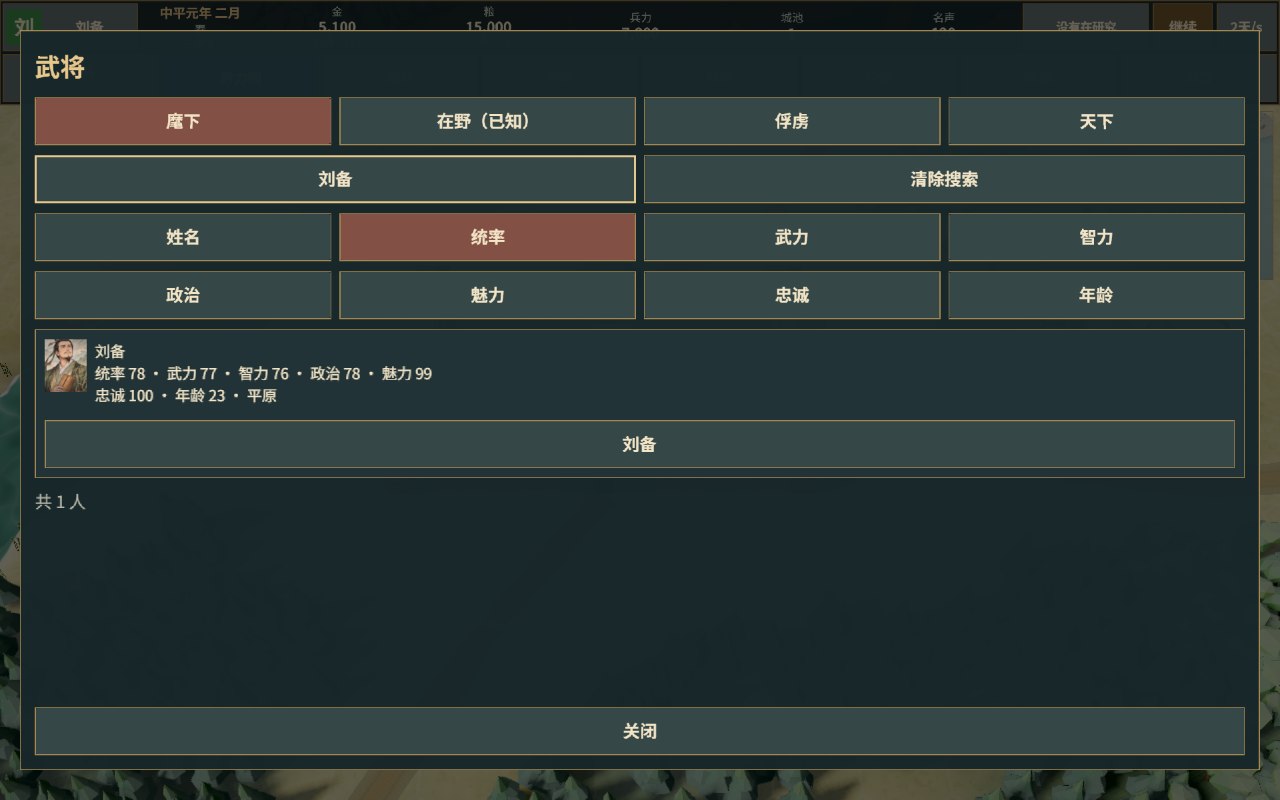 刘 刘备 中平元年 二月 金 粮 兵力 城池 名声 没有在研究 继续 2天/s
5,100 15,000
武将
麾下 在野（已知） 俘虏 天下
刘备 清除搜索
姓名 统率 武力 智力
政治 魅力 忠诚 年龄
刘备
统率 78 · 武力 77 · 智力 76 · 政治 78 · 魅力 99
忠诚 100 · 年龄 23 · 平原
刘备
共 1 人
关闭